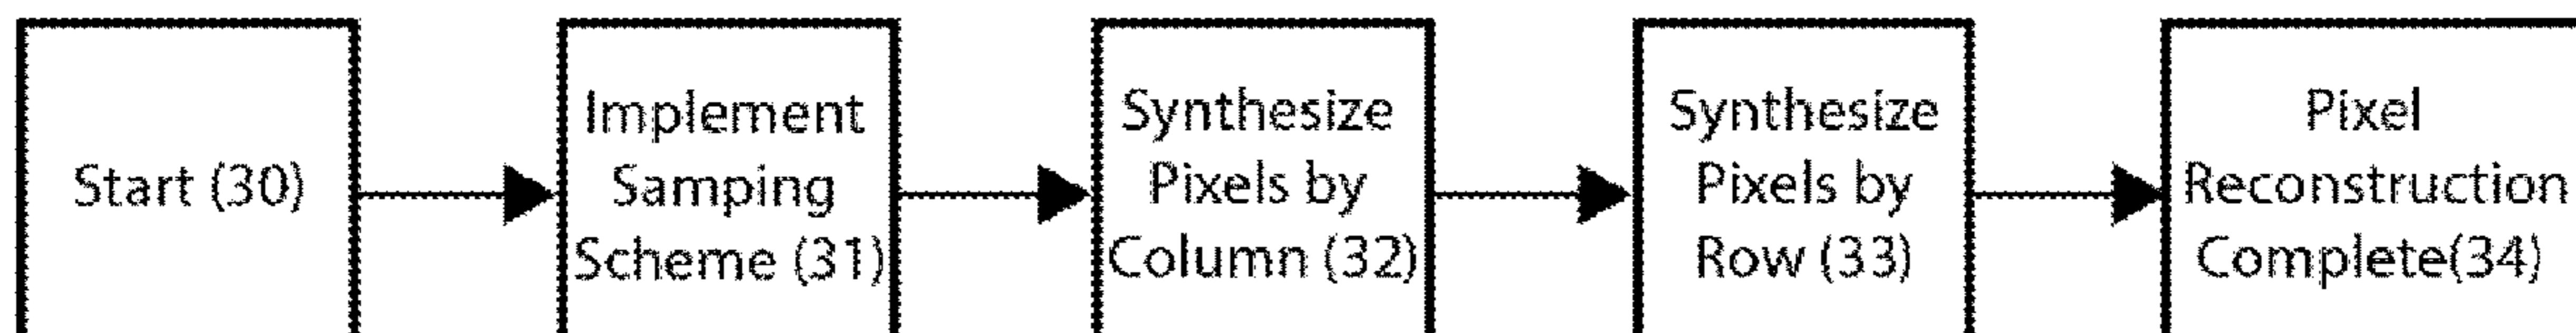 Start (30)
Implement
Samping
Scheme (31)
Synthesize
Pixels by
Column (32)
Synthesize
Pixels by
Row (33)
Pixel
Reconstruction
Complete(34)